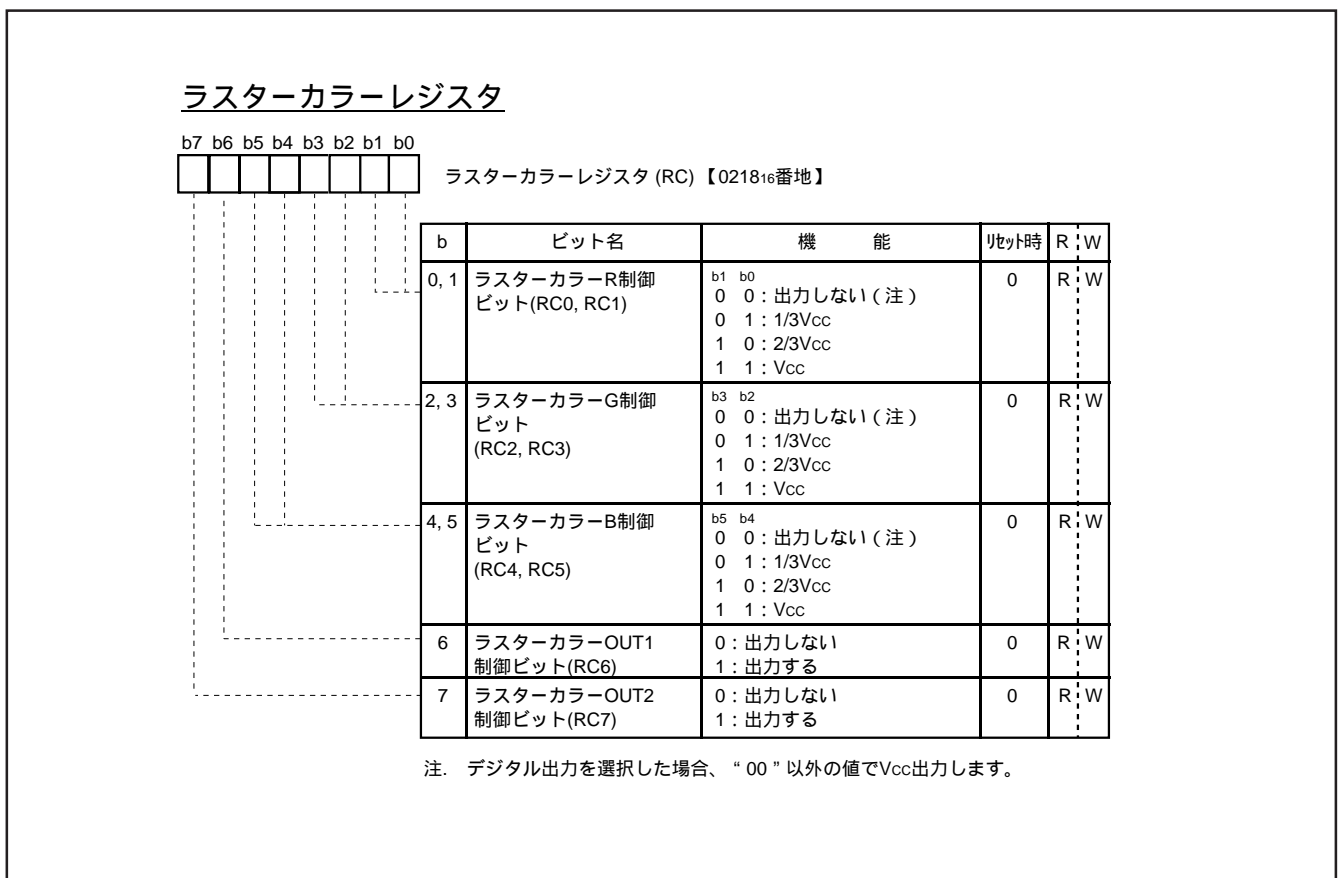 ラスターカラーレジスタ
b7 b6 b5 b4 b3 b2 b1 b0
ラスターカラーレジスタ (RC)【021816番地】
b ビット名 機 能 リセット時 R W
0, 1 ラスターカラーR制御 b1 b0 0 R W
ビット(RC0, RC1) 0 0：出力しない（注）
0 1：1/3VCC
1 0：2/3VCC
1 1：VCC
2, 3 ラスターカラーG制御 b3 b2 0 R W
ビット 0 0：出力しない（注）
(RC2, RC3) 0 1：1/3VCC
1 0：2/3VCC
1 1：VCC
4, 5 ラスターカラーB制御 b5 b4 0 R W
ビット 0 0：出力しない（注）
(RC4, RC5) 0 1：1/3VCC
1 0：2/3VCC
1 1：VCC
6 ラスターカラーOUT1 0：出力しない 0 R W
制御ビット(RC6) 1：出力する
7 ラスターカラーOUT2 0：出力しない 0 R W
制御ビット(RC7) 1：出力する
注. デジタル出力を選択した場合、“ 00 ”以外の値でVCC出力します。